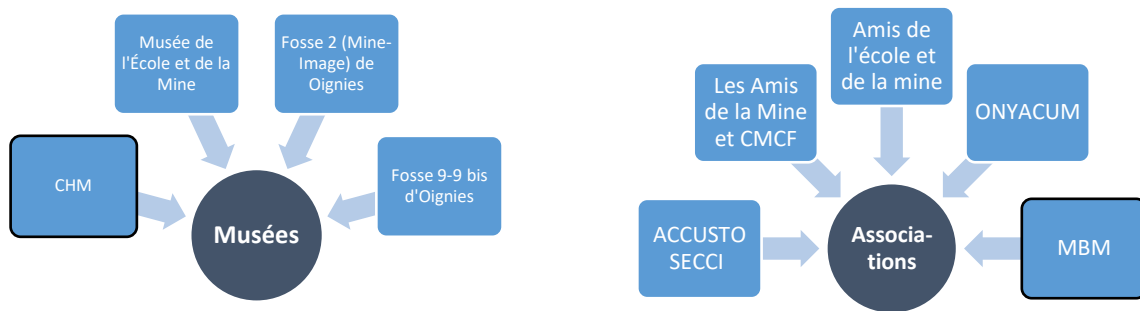 Musée de
l'École et de la
Mine
Fosse 2 (Mine-
Image) de
Oignies
CHM
Fosse 9-9 bis
d'Oignies
Musées
Amis de
l'école et
de la mine
Les Amis
de la Mine
et CMCF
ONYACUM
ACCUSTO
SECCI
Associa-
tions
MBM